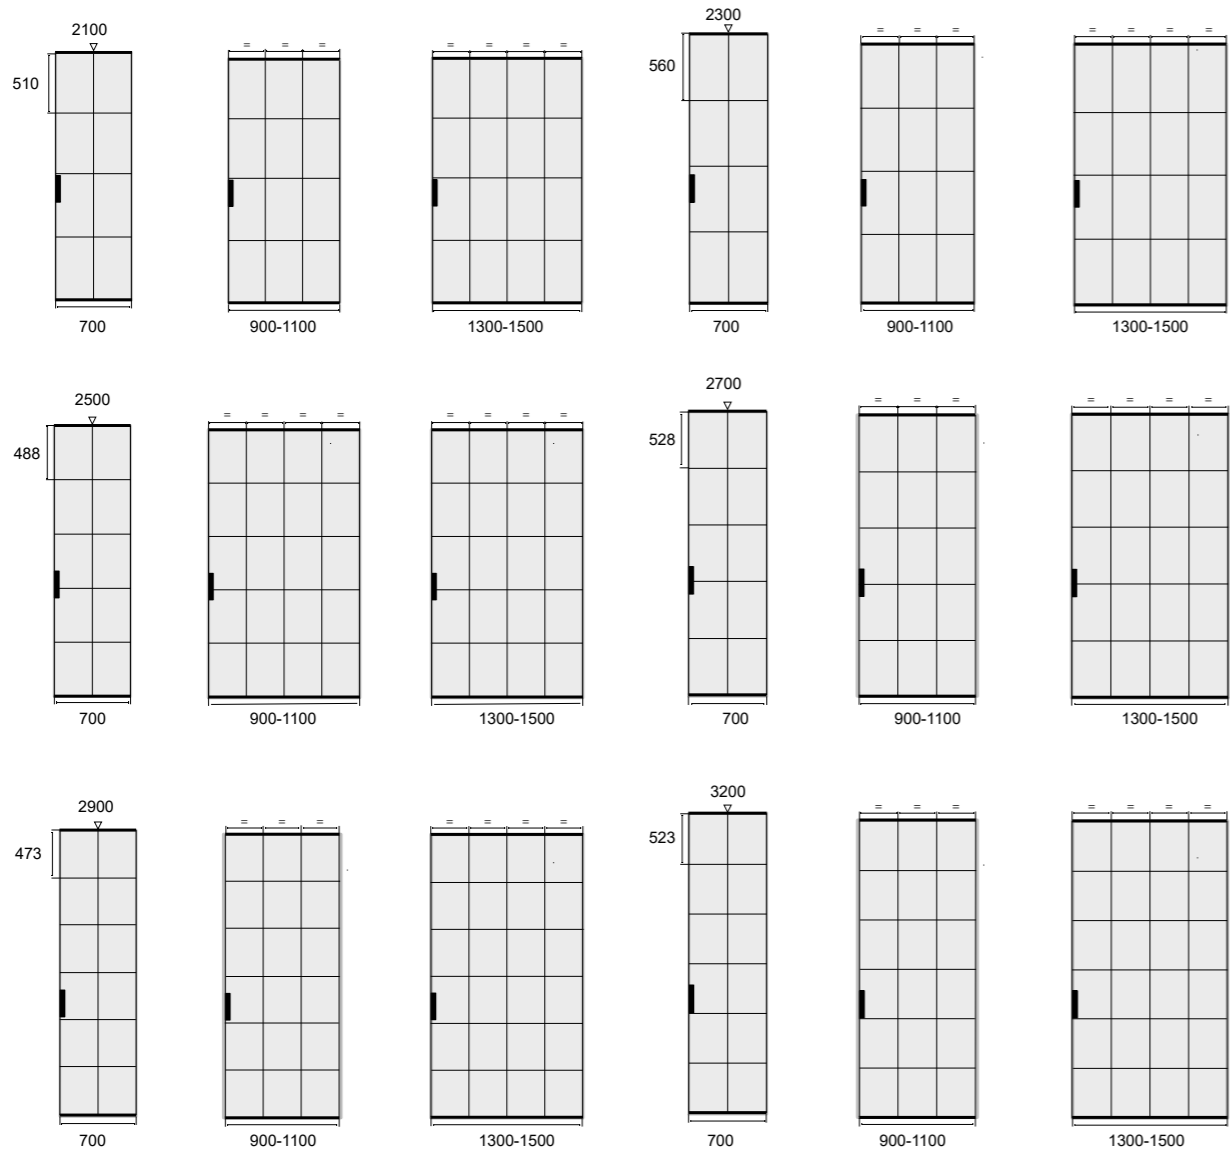 2100
= = =
= = = =
510
700
900-1100
1300-1500
2300
= = =
= = = =
560
700
900-1100
1300-1500
2500
= = = =
= = = =
488
700
900-1100
1300-1500
2700
= = =
= = = =
528
700
900-1100
1300-1500
2900
= = =
= = = =
473
700
900-1100
1300-1500
3200
= = =
= = = =
523
700
900-1100
1300-1500